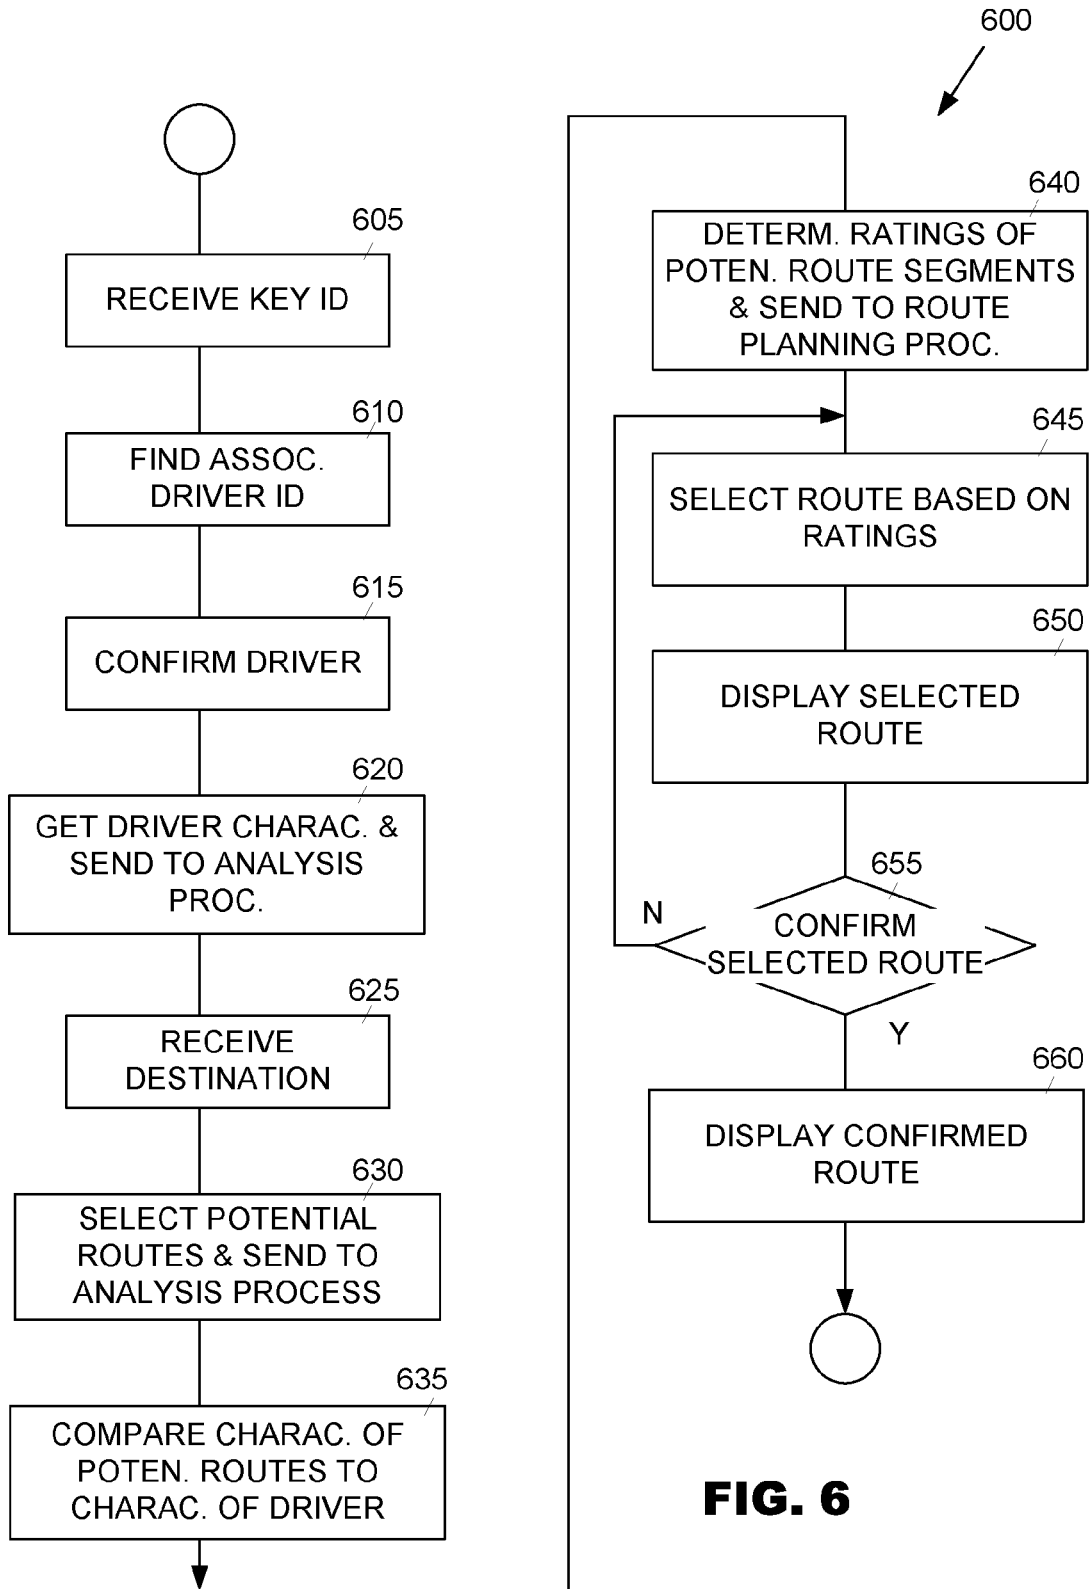 600
605
RECEIVE KEY ID
610
FIND ASSOC.
DRIVER ID
615
CONFIRM DRIVER
620
GET DRIVER CHARAC. &
SEND TO ANALYSIS
PROC.
625
RECEIVE
DESTINATION
630
SELECT POTENTIAL
ROUTES & SEND TO
ANALYSIS PROCESS
635
COMPARE CHARAC. OF
POTEN. ROUTES TO
CHARAC. OF DRIVER
640
DETERM. RATINGS OF
POTEN. ROUTE SEGMENTS
& SEND TO ROUTE
PLANNING PROC.
645
SELECT ROUTE BASED ON
RATINGS
650
DISPLAY SELECTED
ROUTE
655
N
CONFIRM
SELECTED ROUTE
Y
660
DISPLAY CONFIRMED
ROUTE
FIG. 6